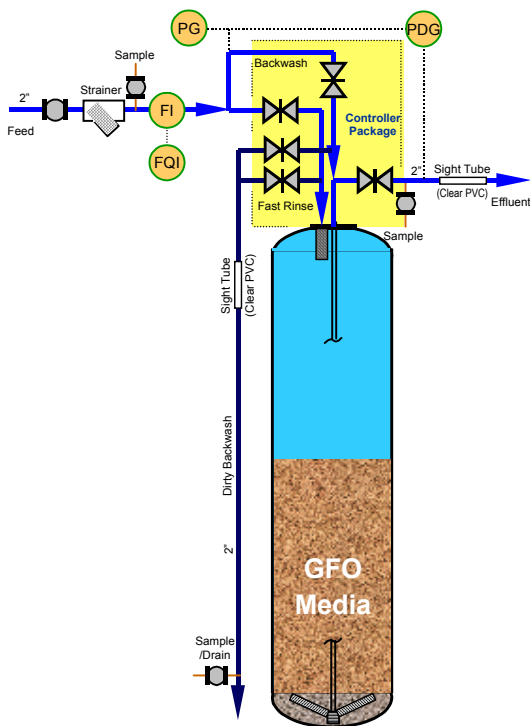 PG
PDG
Sample
Backwash
Strainer
2"
FI
Feed
Controller
Package
FQI
2"
Sight Tube
(Clear PVC)
Effluent
Fast Rinse
Sample
Sight Tube
(Clear PVC)
Dirty Backwash
2"
GFO
Media
Sample
/Drain